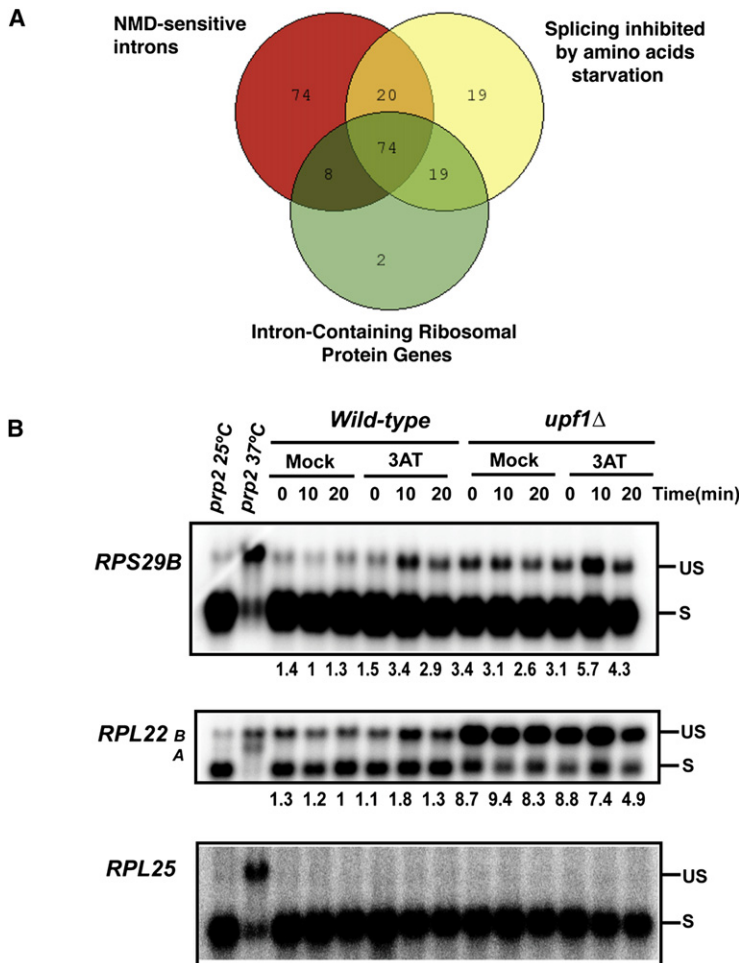 A
NMD-sensitive
introns
Splicing inhibited
by amino acids
starvation
74
20
19
74
8
19
2
Intron-Containing Ribosomal
Protein Genes
B
prp2 25ºC
prp2 37ºC
Wild-type
upf1Δ
Mock 3AT Mock 3AT
0 10 20 0 10 20 0 10 20 0 10 20 Time(min)
RPS29B
US
S
1.4 1 1.3 1.5 3.4 2.9 3.4 3.1 2.6 3.1 5.7 4.3
RPL22 B
A
US
S
1.3 1.2 1 1.1 1.8 1.3 8.7 9.4 8.3 8.8 7.4 4.9
RPL25
US
S